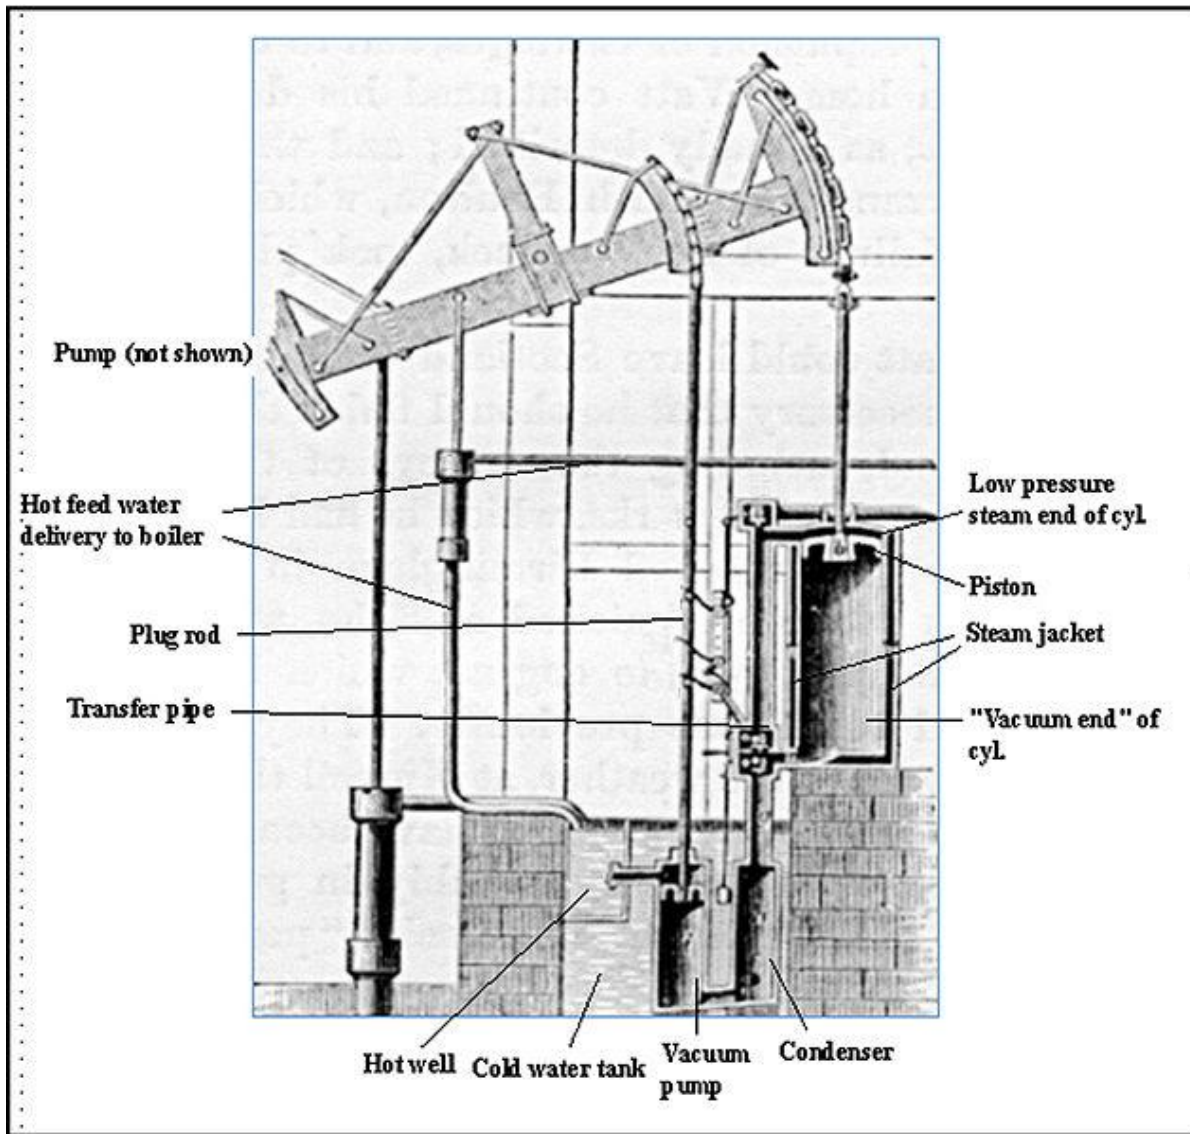 Pump (not shown)
Hot feed water
delivery to boiler
Plug rod
Transfer pipe
Low pressure
steam end of cyl.
Piston
Steam jacket
"Vacuum end" of
cyl.
Hot well
Cold water tank
Vacuum
pump
Condenser